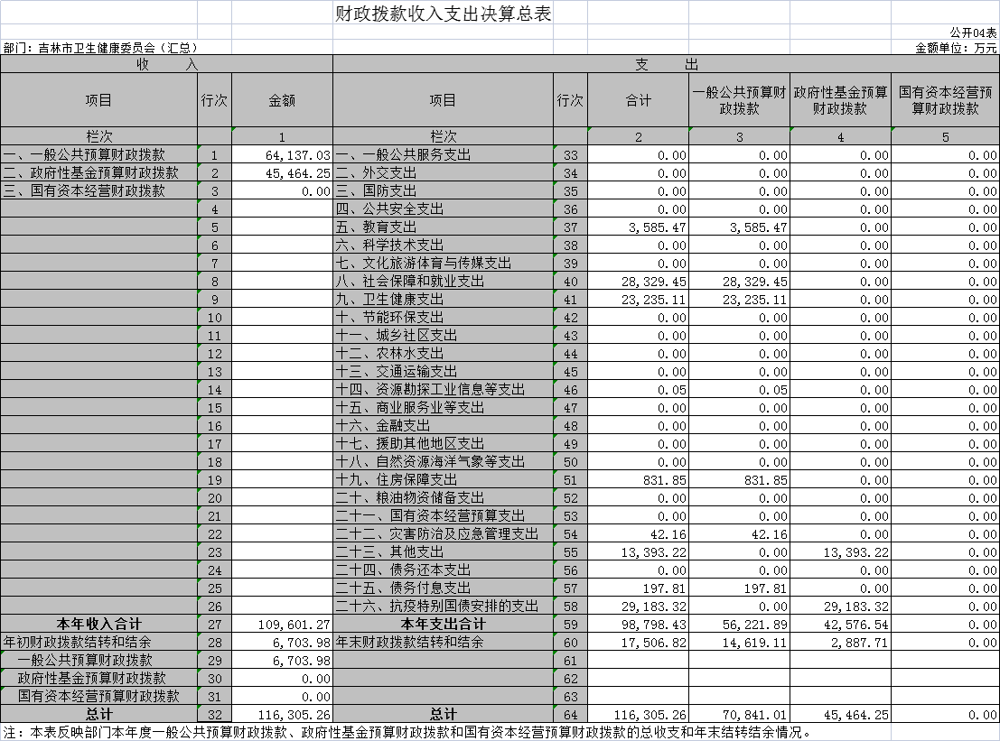 财政拨款收入支出决算总表
公开04表
部门：吉林市卫生健康委员会（汇总） 金额单位：万元
收 入 支 出
项目 行次 金额 项目 行次 合计 一般公共预算财政拨款 政府性基金预算财政拨款 国有资本经营预算财政拨款
栏次 1 栏次 2 3 4 5
一、一般公共预算财政拨款 1 64,137.03 一、一般公共服务支出 33 0.00 0.00 0.00 0.00
二、政府性基金预算财政拨款 2 45,464.25 二、外交支出 34 0.00 0.00 0.00 0.00
三、国有资本经营财政拨款 3 0.00 三、国防支出 35 0.00 0.00 0.00 0.00
4 四、公共安全支出 36 0.00 0.00 0.00 0.00
5 五、教育支出 37 3,585.47 3,585.47 0.00 0.00
6 六、科学技术支出 38 0.00 0.00 0.00 0.00
7 七、文化旅游体育与传媒支出 39 0.00 0.00 0.00 0.00
8 八、社会保障和就业支出 40 28,329.45 28,329.45 0.00 0.00
9 九、卫生健康支出 41 23,235.11 23,235.11 0.00 0.00
10 十、节能环保支出 42 0.00 0.00 0.00 0.00
11 十一、城乡社区支出 43 0.00 0.00 0.00 0.00
12 十二、农林水支出 44 0.00 0.00 0.00 0.00
13 十三、交通运输支出 45 0.00 0.00 0.00 0.00
14 十四、资源勘探工业信息等支出 46 0.05 0.05 0.00 0.00
15 十五、商业服务业等支出 47 0.00 0.00 0.00 0.00
16 十六、金融支出 48 0.00 0.00 0.00 0.00
17 十七、援助其他地区支出 49 0.00 0.00 0.00 0.00
18 十八、自然资源海洋气象等支出 50 0.00 0.00 0.00 0.00
19 十九、住房保障支出 51 831.85 831.85 0.00 0.00
20 二十、粮油物资储备支出 52 0.00 0.00 0.00 0.00
21 二十一、国有资本经营预算支出 53 0.00 0.00 0.00 0.00
22 二十二、灾害防治及应急管理支出 54 42.16 42.16 0.00 0.00
23 二十三、其他支出 55 13,393.22 0.00 13,393.22 0.00
24 二十四、债务还本支出 56 0.00 0.00 0.00 0.00
25 二十五、债务付息支出 57 197.81 197.81 0.00 0.00
26 二十六、抗疫特别国债安排的支出 58 29,183.32 0.00 29,183.32 0.00
本年收入合计 27 109,601.27 本年支出合计 59 98,798.43 56,221.89 42,576.54 0.00
年初财政拨款结转和结余 28 6,703.98 年末财政拨款结转和结余 60 17,506.82 14,619.11 2,887.71 0.00
一般公共预算财政拨款 29 6,703.98 61
政府性基金预算财政拨款 30 0.00 62
国有资本经营预算财政拨款 31 0.00 63
总计 32 116,305.26 总计 64 116,305.26 70,841.01 45,464.25 0.00
注：本表反映部门本年度一般公共预算财政拨款、政府性基金预算财政拨款和国有资本经营预算财政拨款的总收支和年末结转结余情况。